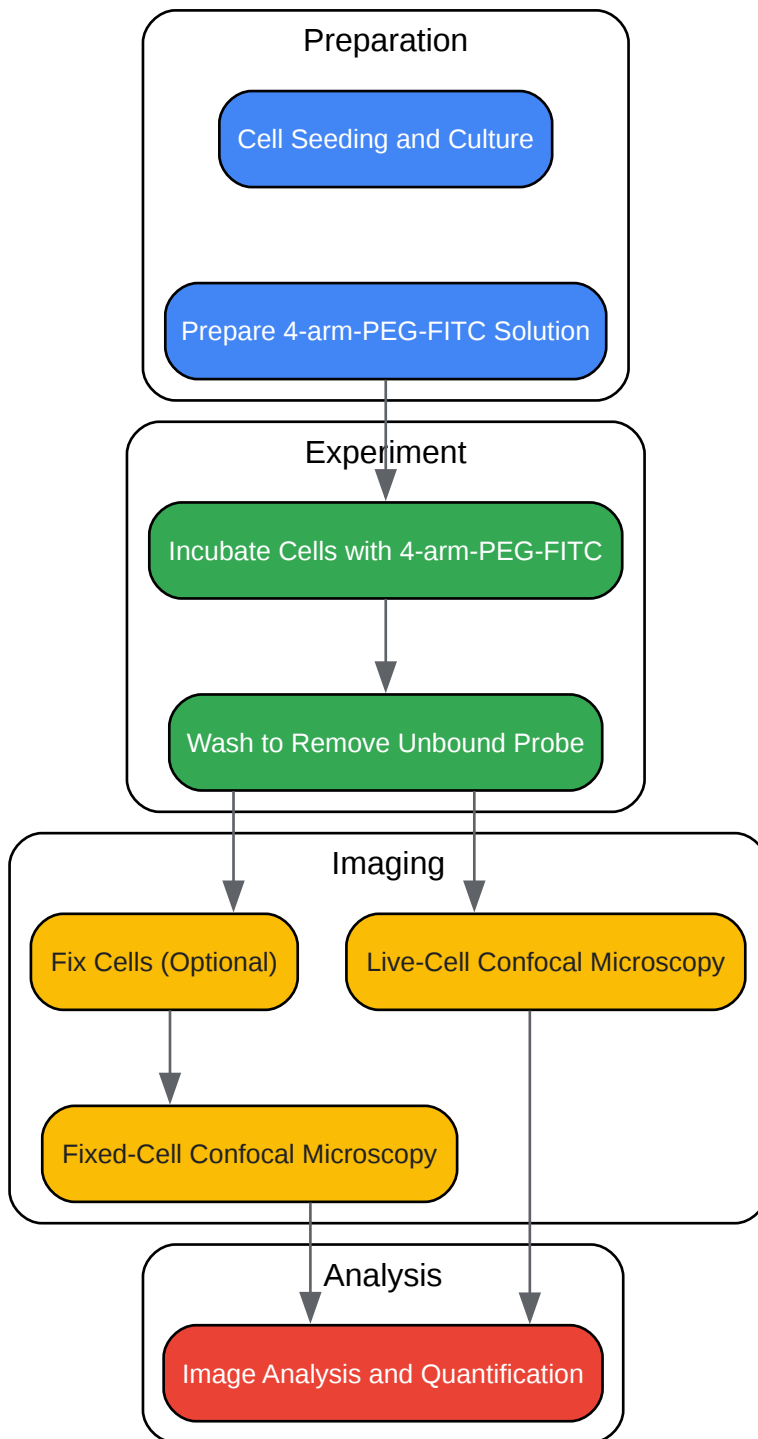 Preparation
Cell Seeding and Culture
Prepare 4-arm-PEG-FITC Solution
Experiment
Incubate Cells with 4-arm-PEG-FITC
Wash to Remove Unbound Probe
Imaging
Fix Cells (Optional)
Live-Cell Confocal Microscopy
Fixed-Cell Confocal Microscopy
Analysis
Image Analysis and Quantification